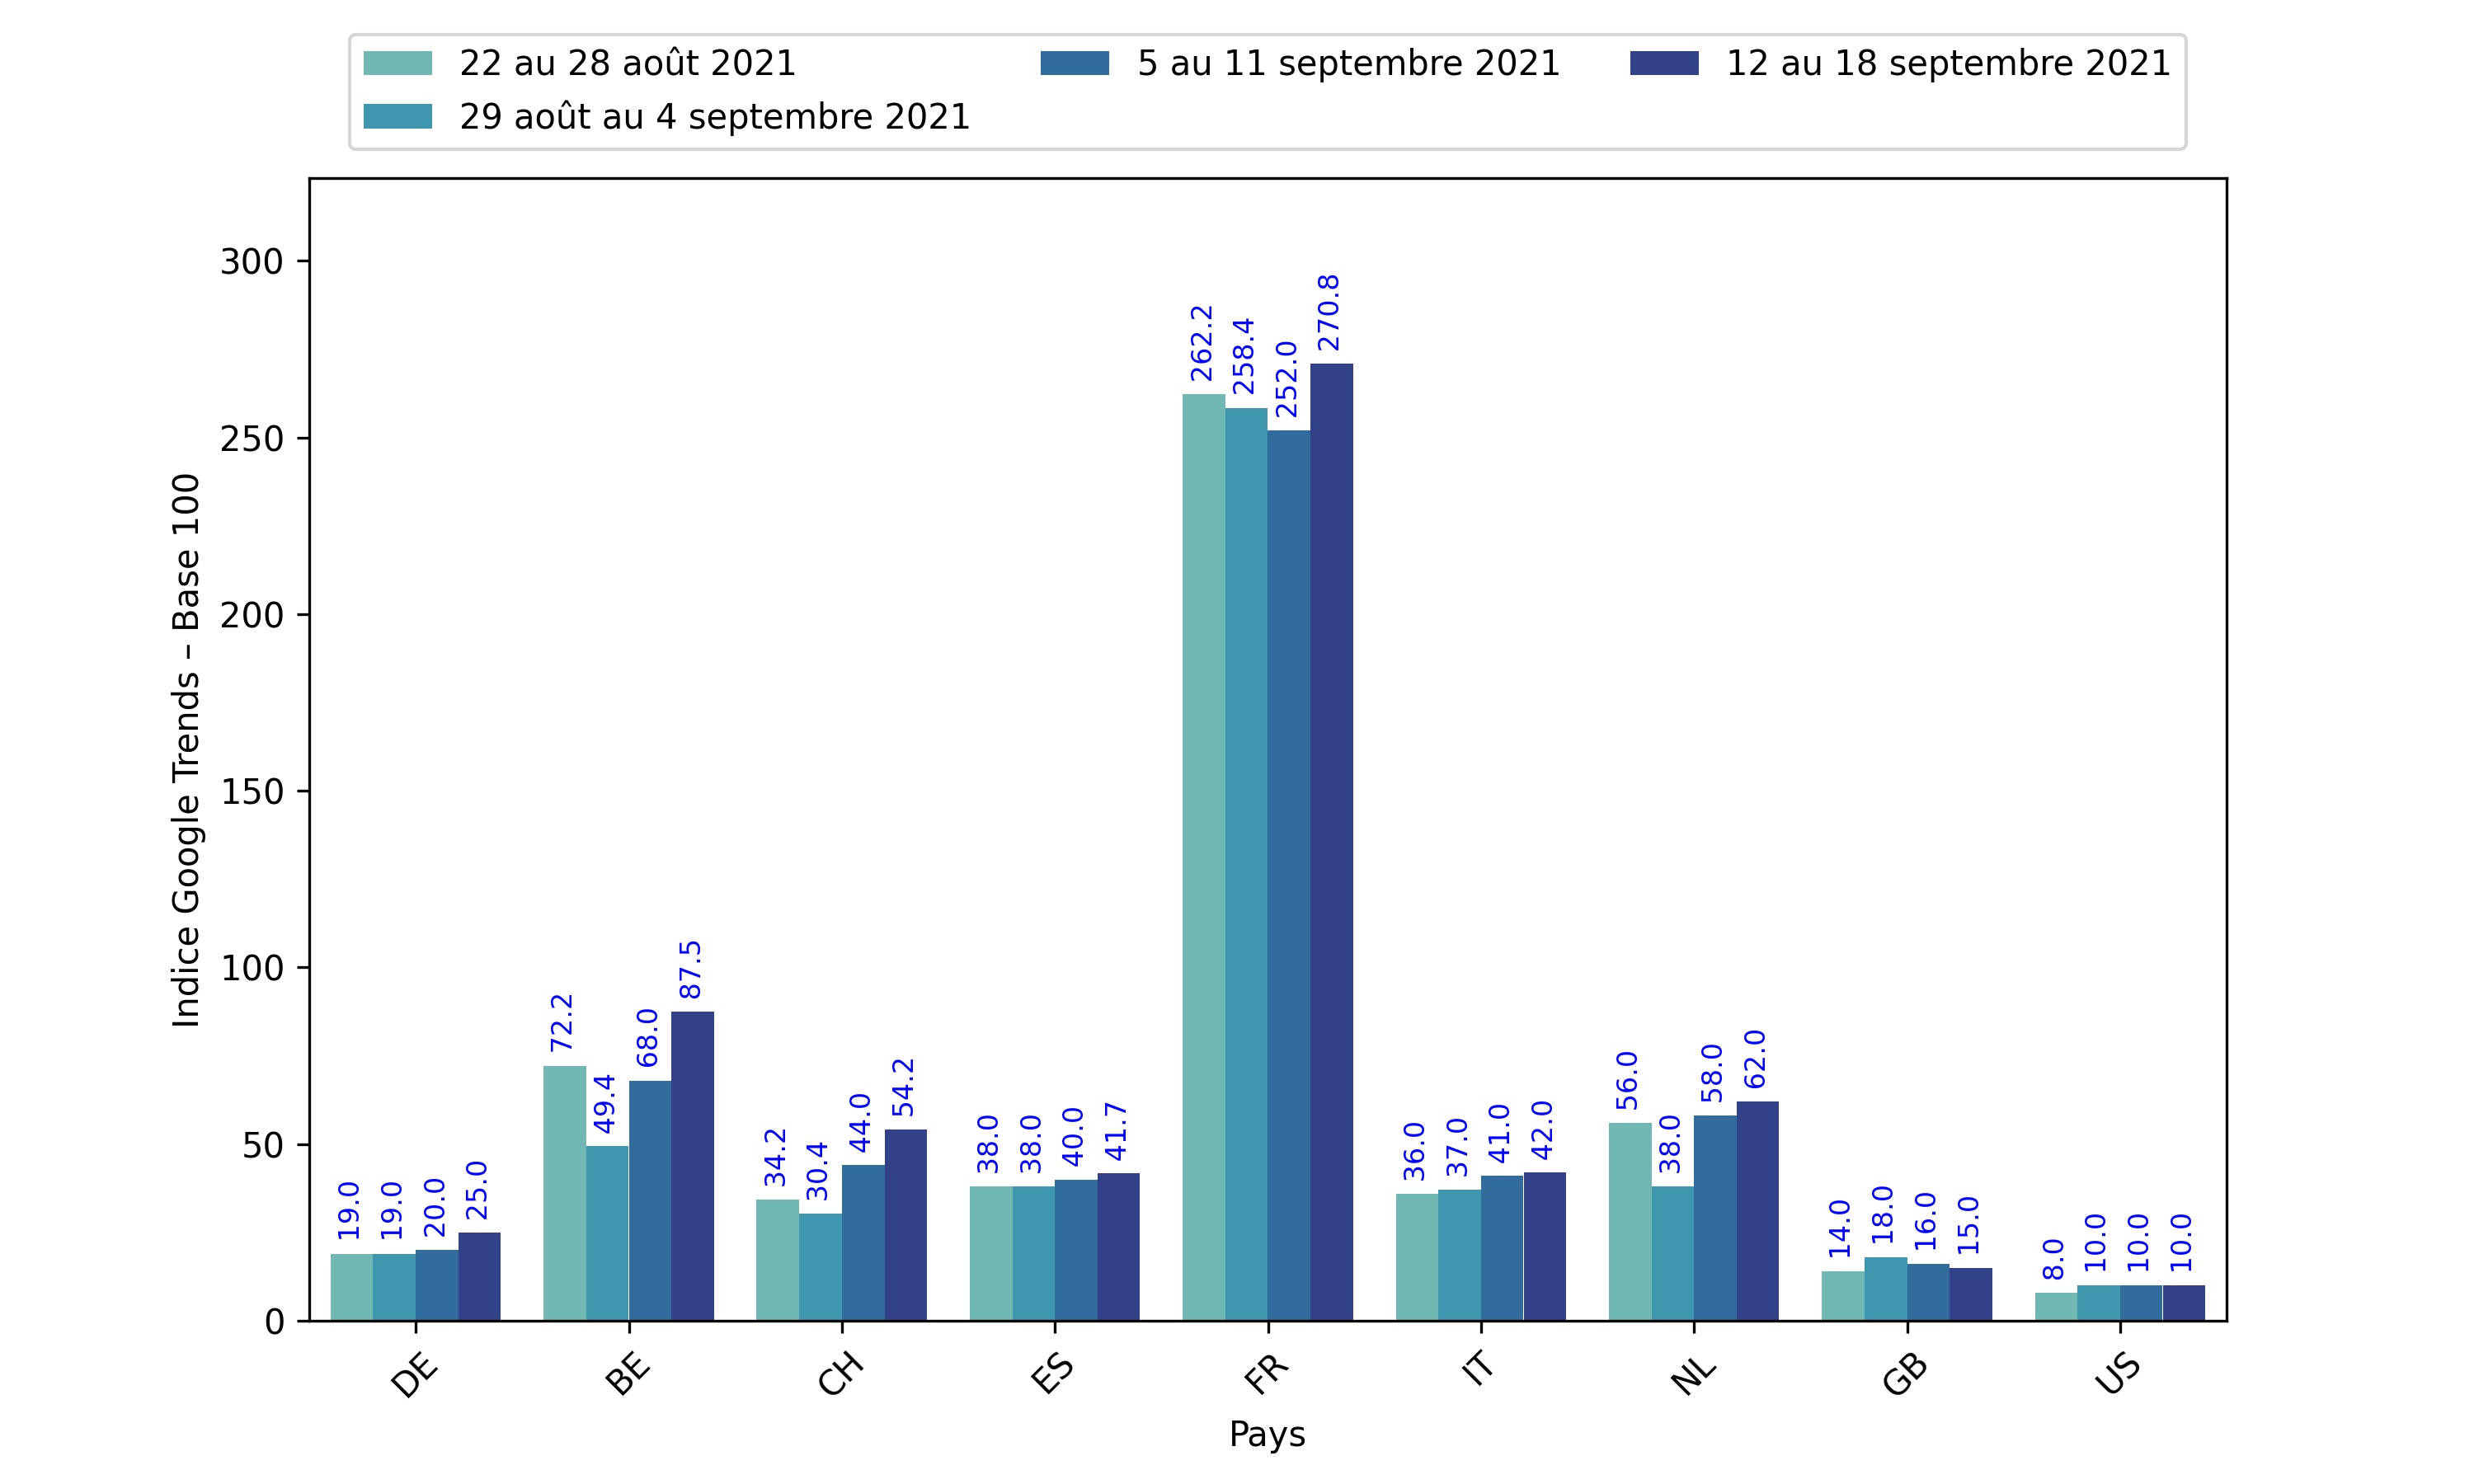 22 au 28 août 2021
29 août au 4 septembre 2021
5 au 11 septembre 2021
12 au 18 septembre 2021
Indice Google Trends – Base 100
300
250
200
150
100
50
0
19.0 19.0 20.0 25.0
72.2 49.4 68.0 87.5
34.2 30.4 44.0 54.2
38.0 38.0 40.0 41.7
262.2 258.4 252.0 270.8
36.0 37.0 41.0 42.0
56.0 38.0 58.0 62.0
14.0 18.0 16.0 15.0
8.0 10.0 10.0 10.0
DE BE CH ES FR IT NL GB US
Pays